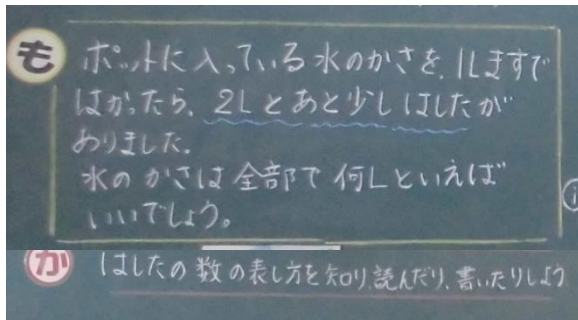 も ポットに入っている水のかさを、1Lますで
はかったら、2Lとあと少しはしたが
ありました。
水のかさは全部で何Lといえば
いいでしょう。
か はしたの数の表し方を知り、読んだり、書いたりしよう